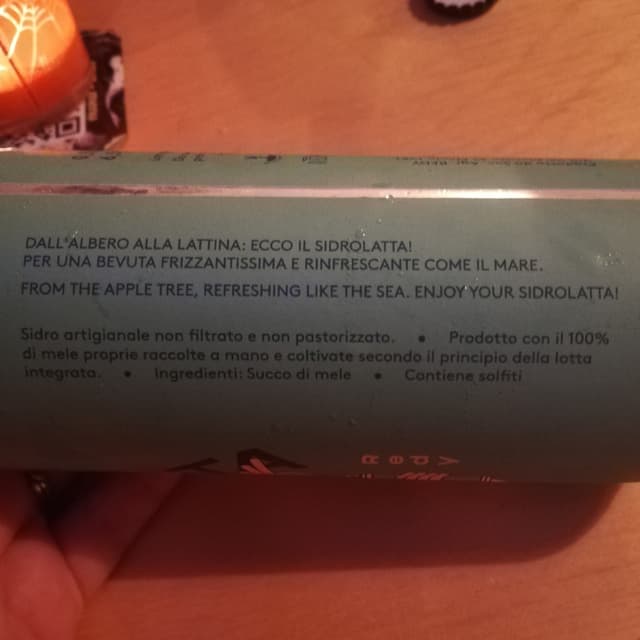 DALL'ALBERO ALLA LATTINA: ECCO IL SIDROLATTA!
PER UNA BEVUTA FRIZZANTISSIMA E RINFRESCANTE COME IL MARE.
FROM THE APPLE TREE, REFRESHING LIKE THE SEA. ENJOY YOUR SIDROLATTA!
Sidro artigianale non filtrato e non pastorizzato. • Prodotto con il 100%
di mele proprie raccolte a mano e coltivate secondo il principio della lotta
integrata. • Ingredienti: Succo di mele • Contiene solfiti